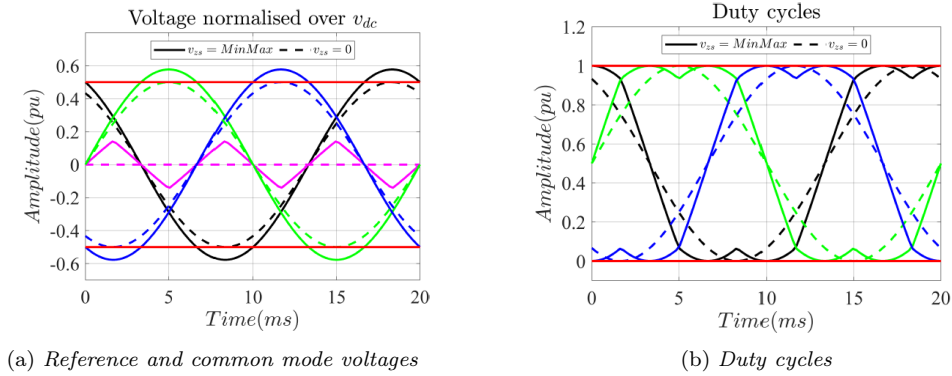 Voltage normalised over v_dc
v_zs = MinMax
v_zs = 0
Amplitude(pu)
0.6
0.4
0.2
0
-0.2
-0.4
-0.6
0
5
10
15
20
Time(ms)
(a) Reference and common mode voltages
Duty cycles
v_zs = MinMax
v_zs = 0
Amplitude(pu)
1
0.8
0.6
0.4
0.2
0
0
5
10
15
20
Time(ms)
(b) Duty cycles